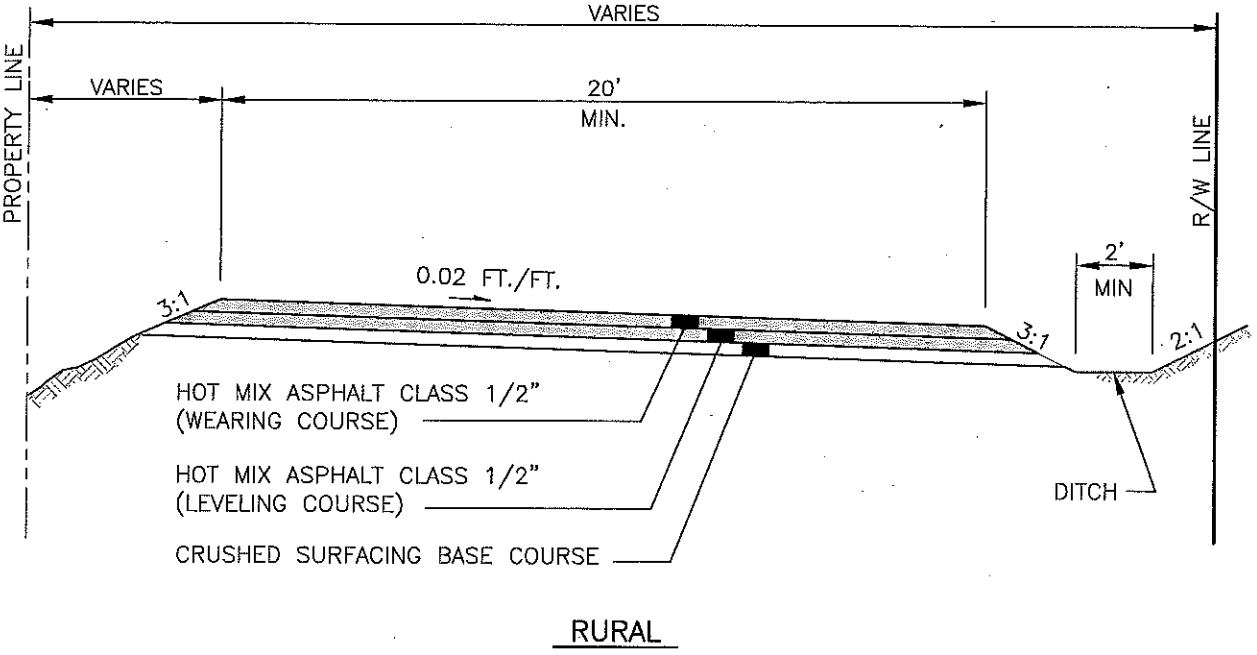 VARIES
PROPERTY LINE
VARIES
20'
MIN.
R/W LINE
2'
MIN
0.02 FT./FT.
3:1
3:1
2:1
HOT MIX ASPHALT CLASS 1/2"
(WEARING COURSE)
HOT MIX ASPHALT CLASS 1/2"
(LEVELING COURSE)
DITCH
CRUSHED SURFACING BASE COURSE
RURAL